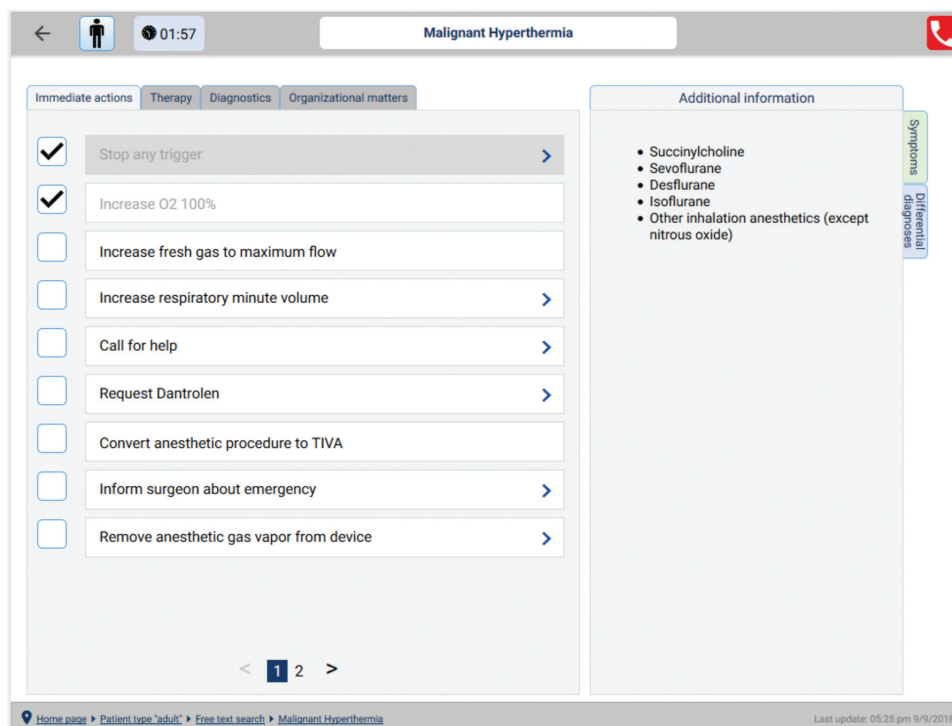 01:57
Malignant Hyperthermia
Immediate actions
Therapy
Diagnostics
Organizational matters
Stop any trigger
Increase O2 100%
Increase fresh gas to maximum flow
Increase respiratory minute volume
Call for help
Request Dantrolen
Convert anesthetic procedure to TIVA
Inform surgeon about emergency
Remove anesthetic gas vapor from device
< 1 2 >
Additional information
• Succinylcholine
• Sevoflurane
• Desflurane
• Isoflurane
• Other inhalation anesthetics (except
nitrous oxide)
Symptoms
Differential
diagnoses
Home page Patient type "adult" Free text search Malignant Hyperthermia
Last update: 05:25 pm 9/9/201